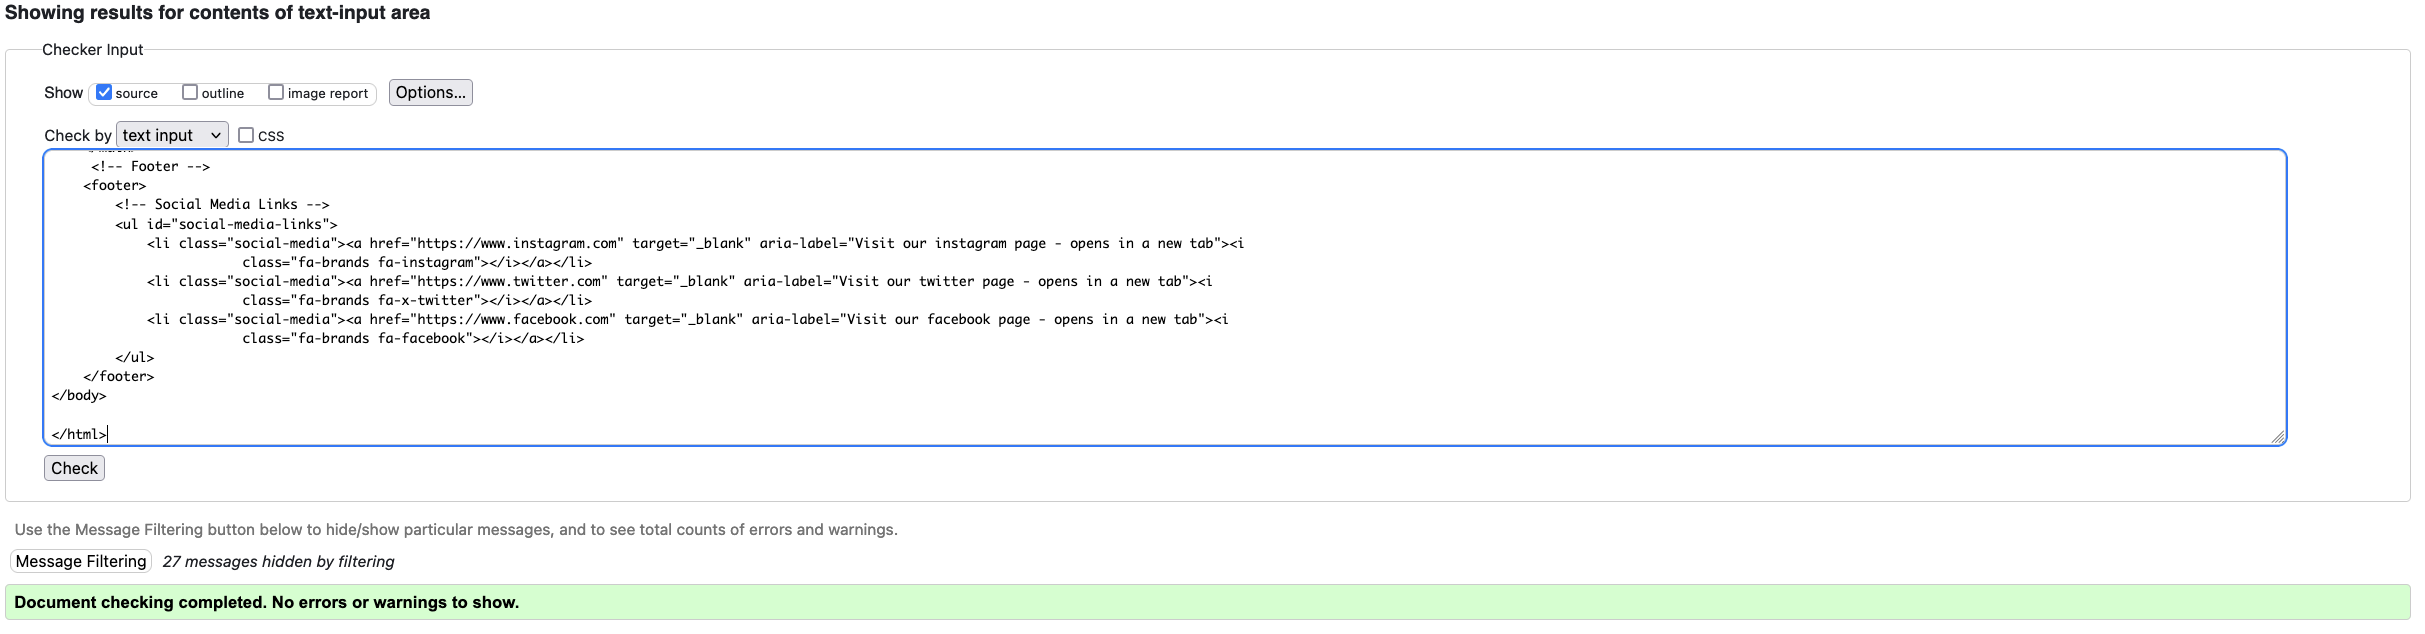 Showing results for contents of text-input area
Checker Input
Show source outline image report Options...
Check by text input CSS
<!-- Footer -->
<footer>
<!-- Social Media Links -->
<ul id="social-media-links">
<li class="social-media"><a href="https://www.instagram.com" target="_blank" aria-label="Visit our instagram page - opens in a new tab"><i
class="fa-brands fa-instagram"></i></a></li>
<li class="social-media"><a href="https://www.twitter.com" target="_blank" aria-label="Visit our twitter page - opens in a new tab"><i
class="fa-brands fa-x-twitter"></i></a></li>
<li class="social-media"><a href="https://www.facebook.com" target="_blank" aria-label="Visit our facebook page - opens in a new tab"><i
class="fa-brands fa-facebook"></i></a></li>
</ul>
</footer>
</body>
</html>
Check
Use the Message Filtering button below to hide/show particular messages, and to see total counts of errors and warnings.
Message Filtering 27 messages hidden by filtering
Document checking completed. No errors or warnings to show.